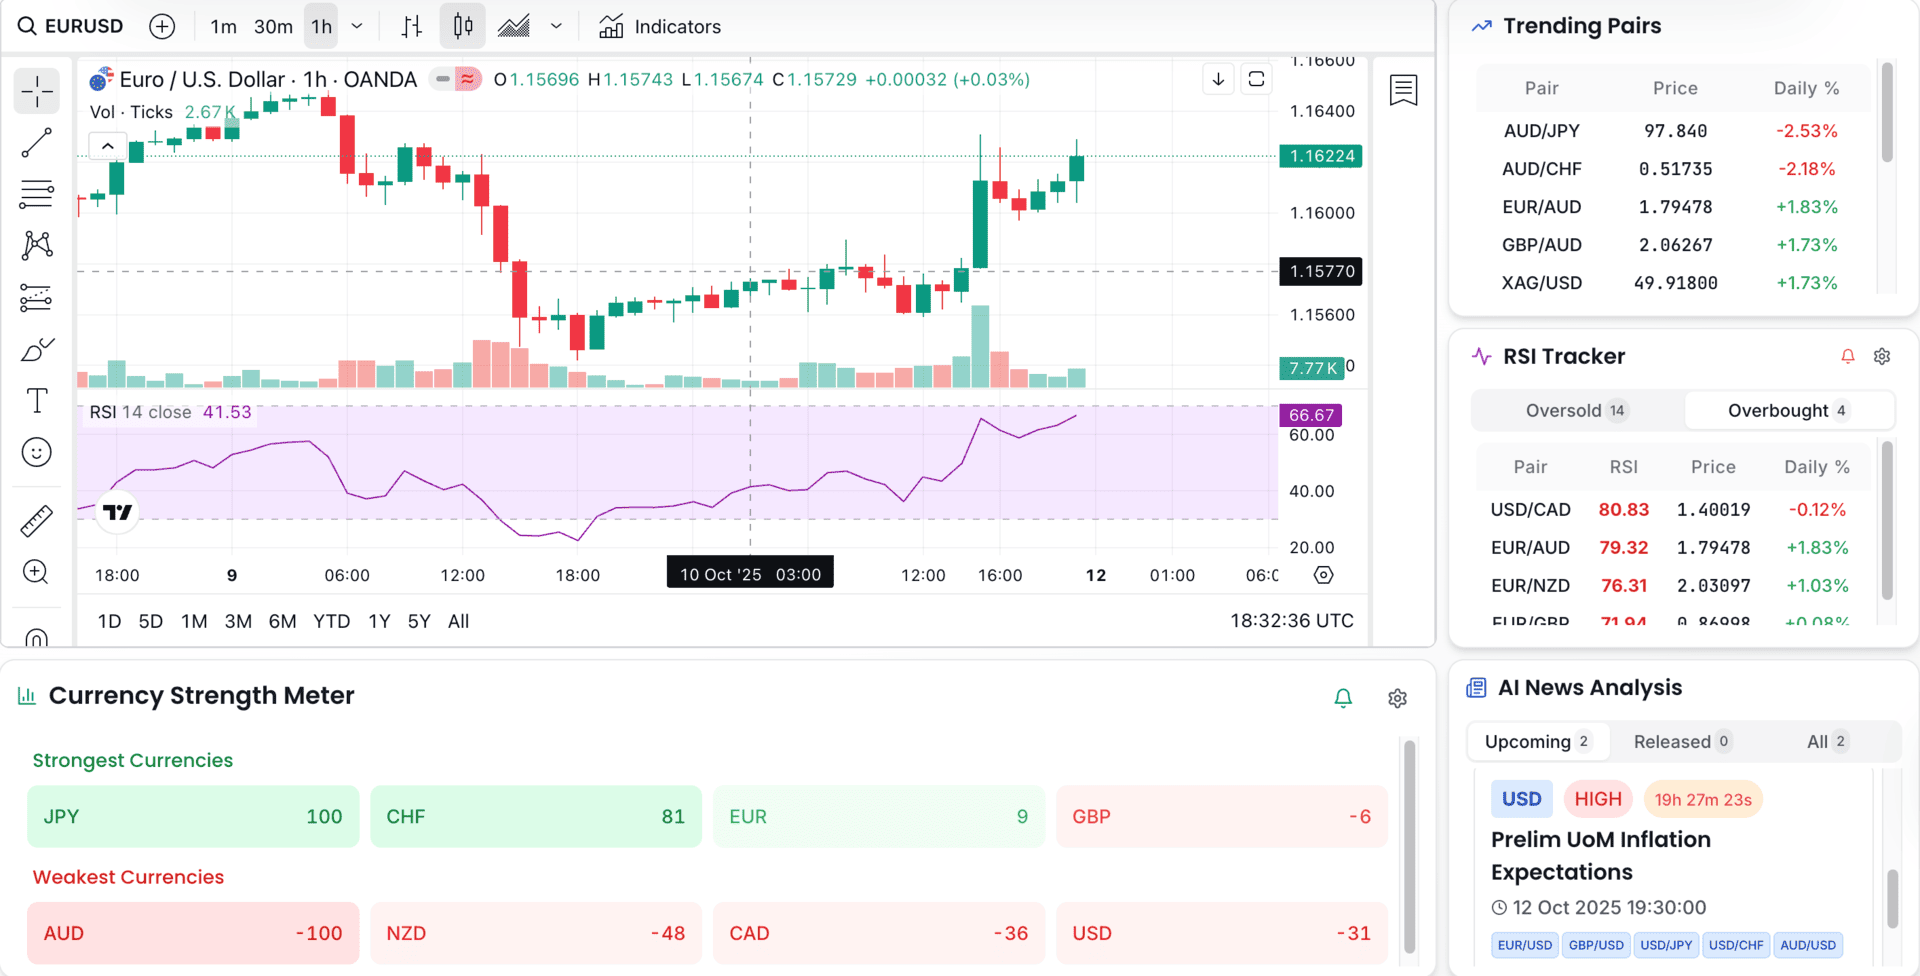 EURUSD 1m 30m 1h Indicators
Euro / U.S. Dollar · 1h · OANDA O1.15696 H1.15743 L1.15674 C1.15729 +0.00032 (+0.03%)
Vol · Ticks 2.67K
1.16600
1.16400
1.16224
1.16000
1.15770
1.15600
7.77K
RSI 14 close 41.53
66.67
60.00
40.00
20.00
18:00 9 06:00 12:00 18:00 10 Oct '25 03:00 12:00 16:00 12 01:00
1D 5D 1M 3M 6M YTD 1Y 5Y All 18:32:36 UTC
Trending Pairs
Pair Price Daily %
AUD/JPY 97.840 -2.53%
AUD/CHF 0.51735 -2.18%
EUR/AUD 1.79478 +1.83%
GBP/AUD 2.06267 +1.73%
XAG/USD 49.91800 +1.73%
RSI Tracker
Oversold 14 Overbought 4
Pair RSI Price Daily %
USD/CAD 80.83 1.40019 -0.12%
EUR/AUD 79.32 1.79478 +1.83%
EUR/NZD 76.31 2.03097 +1.03%
EUR/GBP 71.94 0.86998 +0.08%
Currency Strength Meter
Strongest Currencies
JPY 100 CHF 81 EUR 9 GBP -6
Weakest Currencies
AUD -100 NZD -48 CAD -36 USD -31
AI News Analysis
Upcoming 2 Released 0 All 2
USD HIGH 19h 27m 23s
Prelim UoM Inflation
Expectations
12 Oct 2025 19:30:00
EUR/USD GBP/USD USD/JPY USD/CHF AUD/USD